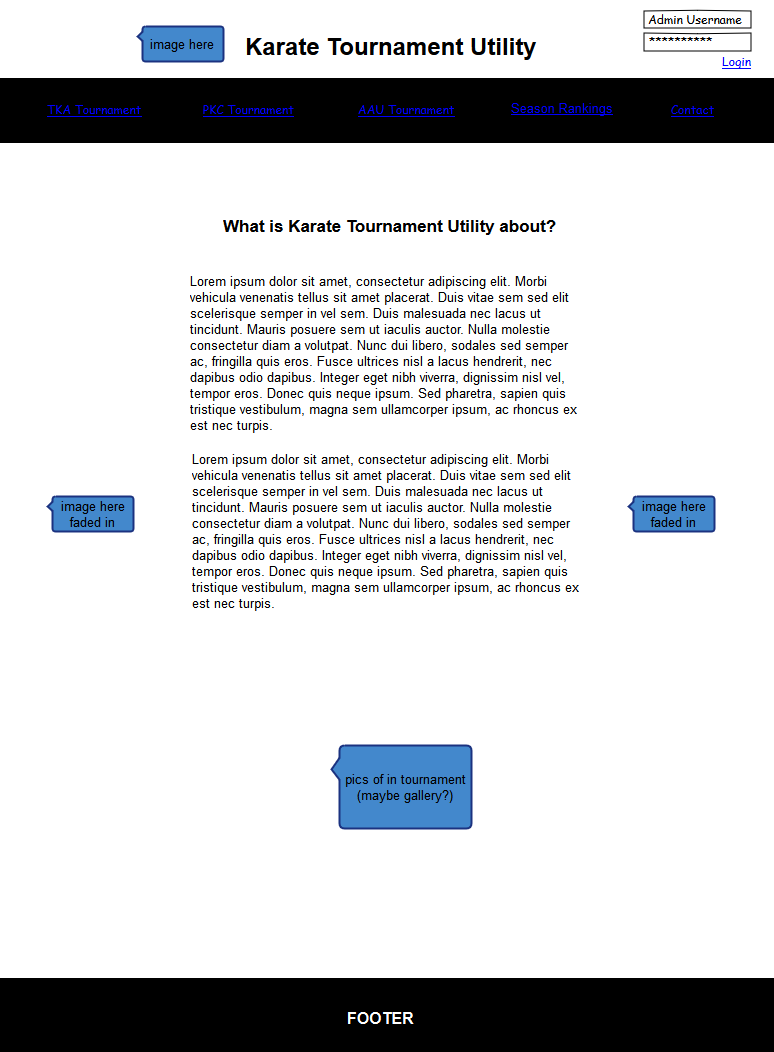 image here
Karate Tournament Utility
Admin Username
**********
Login
TKA Tournament
PKC Tournament
AAU Tournament
Season Rankings
Contact
What is Karate Tournament Utility about?
Lorem ipsum dolor sit amet, consectetur adipiscing elit. Morbi
vehicula venenatis tellus sit amet placerat. Duis vitae sem sed elit
scelerisque semper in vel sem. Duis malesuada nec lacus ut
tincidunt. Mauris posuere sem ut iaculis auctor. Nulla molestie
consectetur diam a volutpat. Nunc dui libero, sodales sed semper
ac, fringilla quis eros. Fusce ultrices nisl a lacus hendrerit, nec
dapibus odio dapibus. Integer eget nibh viverra, dignissim nisl vel,
tempor eros. Donec quis neque ipsum. Sed pharetra, sapien quis
tristique vestibulum, magna sem ullamcorper ipsum, ac rhoncus ex
est nec turpis.
Lorem ipsum dolor sit amet, consectetur adipiscing elit. Morbi
vehicula venenatis tellus sit amet placerat. Duis vitae sem sed elit
scelerisque semper in vel sem. Duis malesuada nec lacus ut
tincidunt. Mauris posuere sem ut iaculis auctor. Nulla molestie
consectetur diam a volutpat. Nunc dui libero, sodales sed semper
ac, fringilla quis eros. Fusce ultrices nisl a lacus hendrerit, nec
dapibus odio dapibus. Integer eget nibh viverra, dignissim nisl vel,
tempor eros. Donec quis neque ipsum. Sed pharetra, sapien quis
tristique vestibulum, magna sem ullamcorper ipsum, ac rhoncus ex
est nec turpis.
image here
faded in
image here
faded in
pics of in tournament
(maybe gallery?)
FOOTER